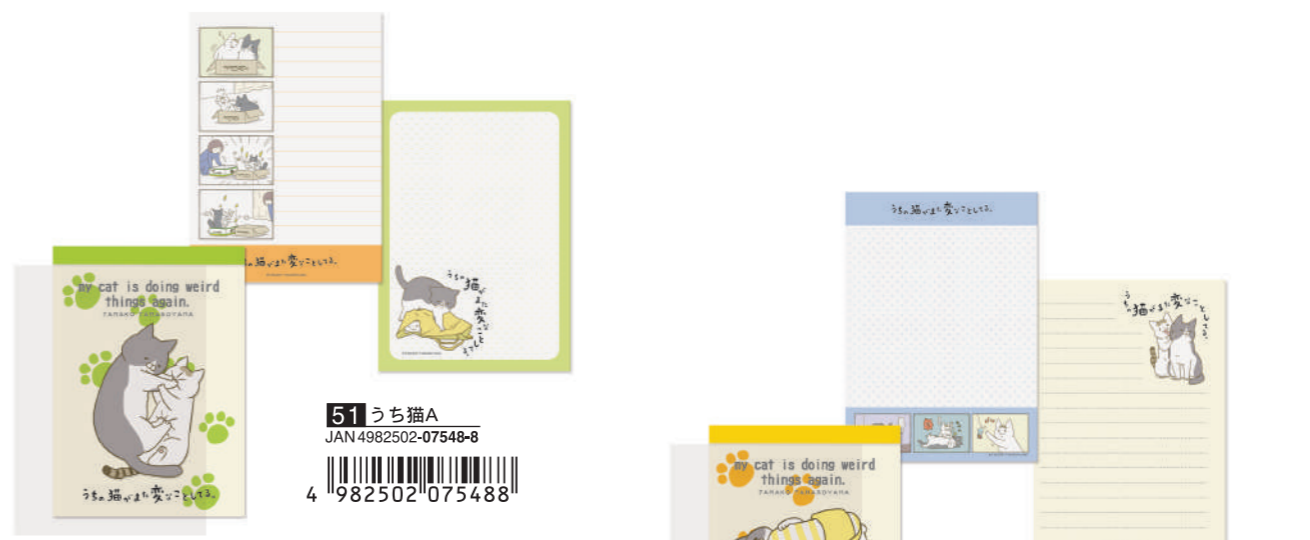 うちの猫がまた変なことしてる。
うちの猫がまた変なことしてる。
my cat is doing weird
things again.
TAMAKO TAMAGOYAMA
うちの猫がまた変なことしてる。
51 うち猫A
JAN 4982502-07548-8
4 982502 075488
うちの猫がまた変なことしてる。
うちの猫がまた変なことしてる。
my cat is doing weird
things again.
TAMAKO TAMAGOYAMA